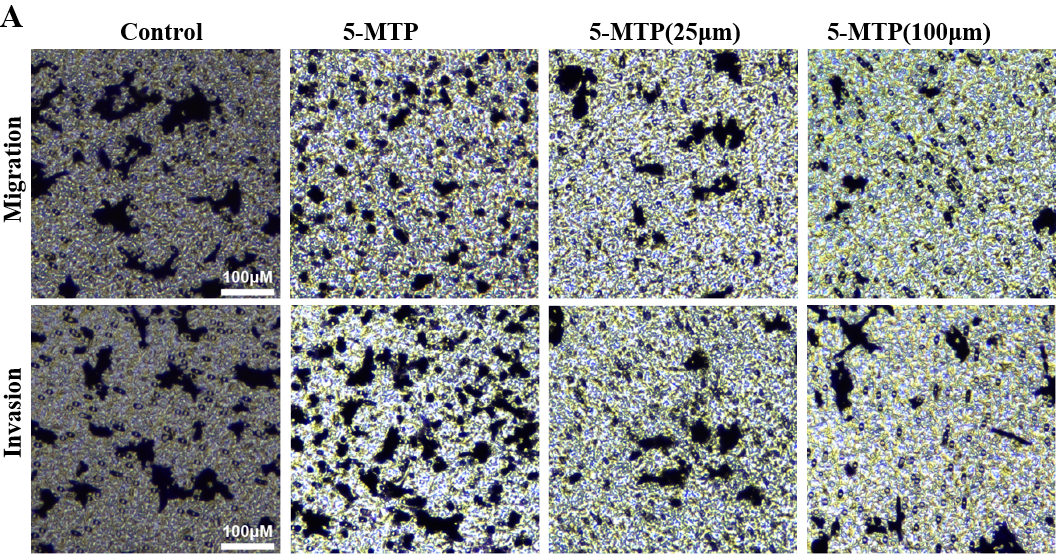 A
Control 5-MTP 5-MTP(25μm) 5-MTP(100μm)
Migration
100μM
Invasion
100μM